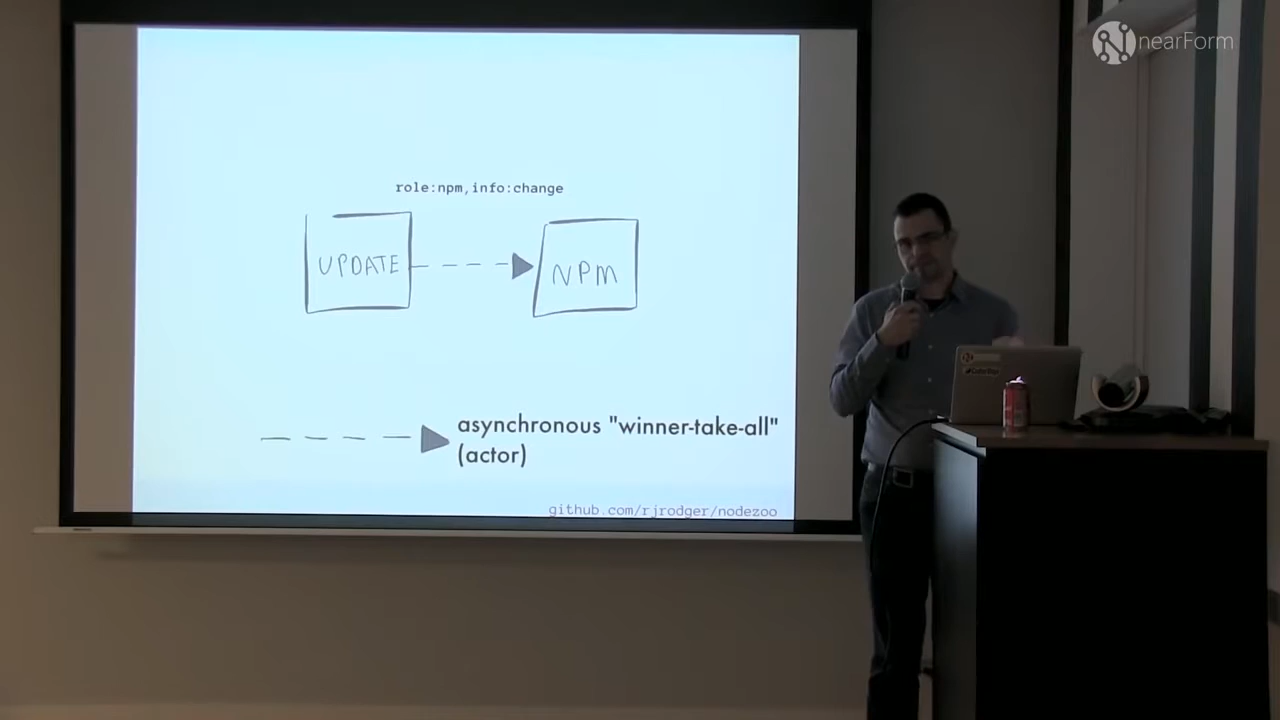 nearForm
role:npm,info:change
UPDATE
NPM
asynchronous "winner-take-all"
(actor)
github.com/rjrodger/nodezoo